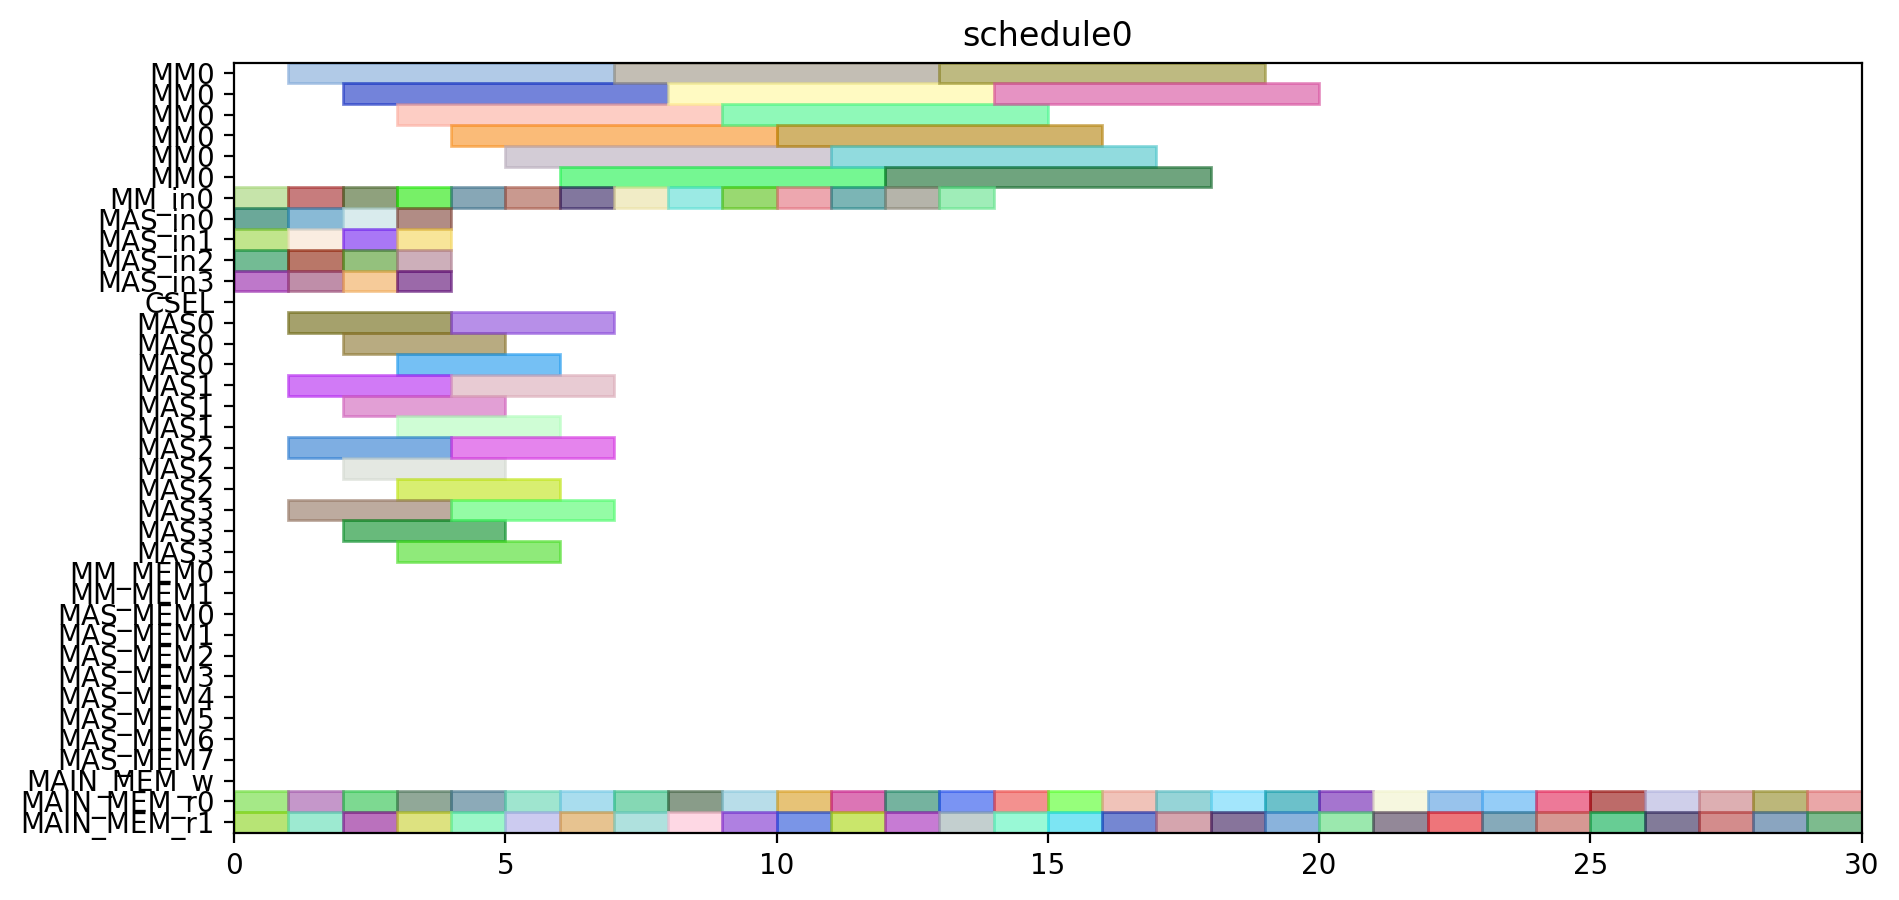 schedule0
MM0
MM0
MM0
MM0
MM0
MM0
MM_in0
MAS_in0
MAS_in1
MAS_in2
MAS_in3
CSEL
MAS0
MAS0
MAS0
MAS1
MAS1
MAS1
MAS2
MAS2
MAS2
MAS3
MAS3
MAS3
MM_MEM0
MM_MEM1
MAS_MEM0
MAS_MEM1
MAS_MEM2
MAS_MEM3
MAS_MEM4
MAS_MEM5
MAS_MEM6
MAS_MEM7
MAIN_MEM_w
MAIN_MEM_r0
MAIN_MEM_r1
0 5 10 15 20 25 30